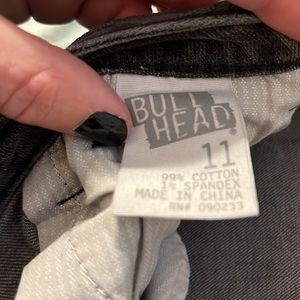 BULL
HEAD®
11
99% COTTON
1% SPANDEX
MADE IN CHINA
RN# 090233